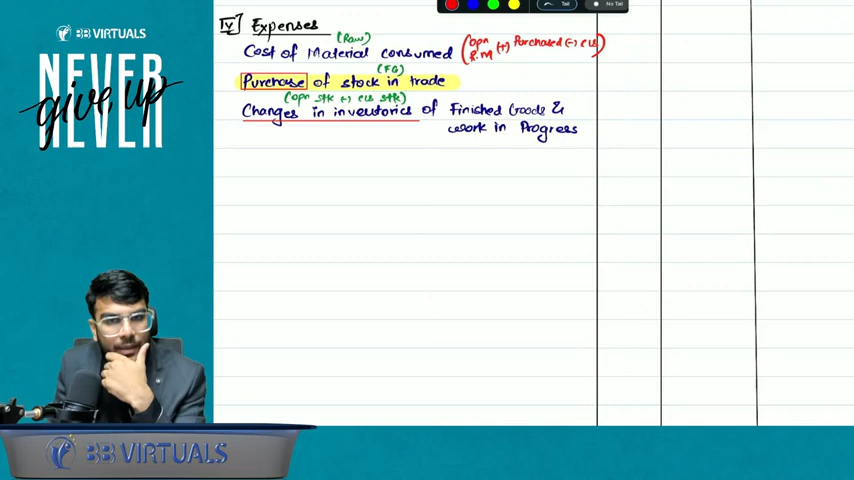 BB VIRTUALS
NEVER
give up
NEVER
Tail
No Tail
IV] Expenses
(Raw)
Cost of Material consumed (Opn R.M (+) Purchased (-) cls)
(FG)
Purchase of stock in trade
(opn stk (-) cls stk)
Changes in inventories of Finished Goods &
work in Progress
BB VIRTUALS